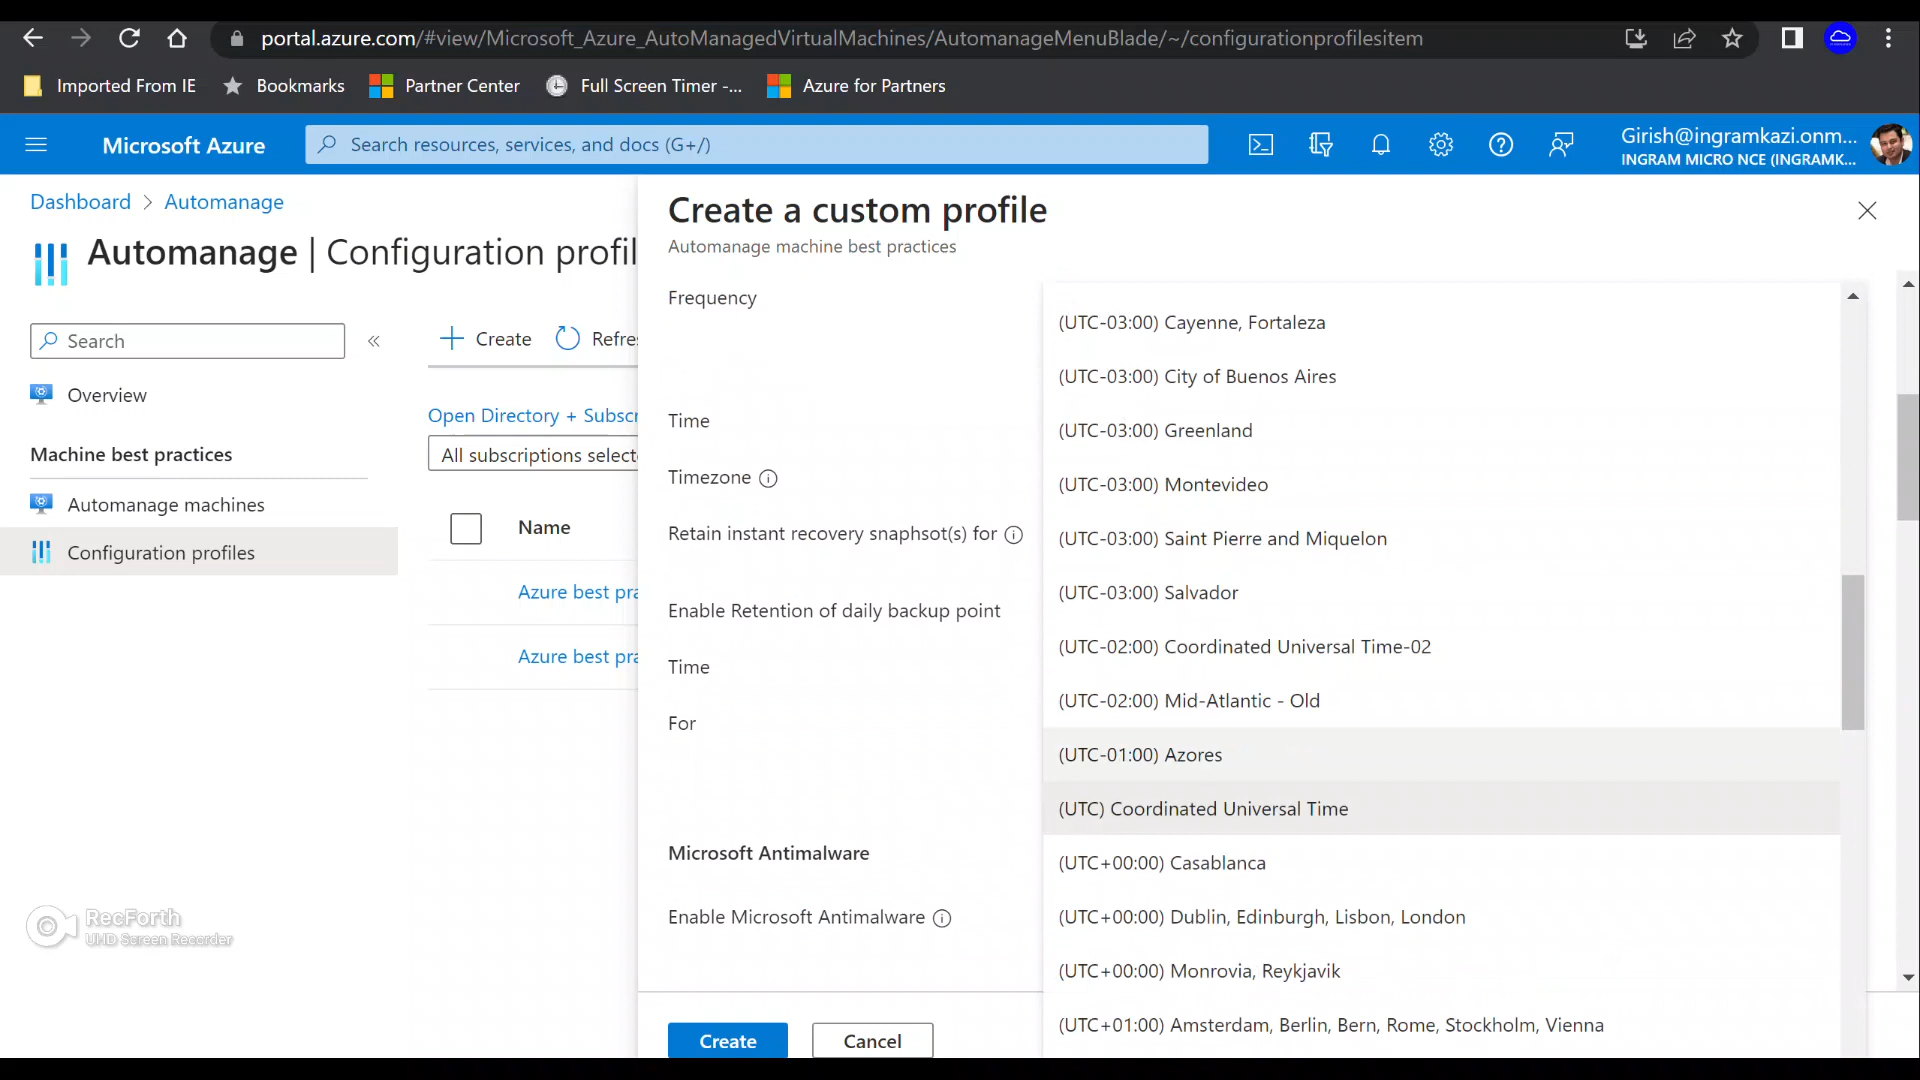 portal.azure.com/#view/Microsoft_Azure_AutoManagedVirtualMachines/AutomanageMenuBlade/~/configurationprofilesitem
Imported From IE
Bookmarks
Partner Center
Full Screen Timer -...
Azure for Partners
Microsoft Azure
Search resources, services, and docs (G+/)
Girish@ingramkazi.onm...
INGRAM MICRO NCE (INGRAMK...
Dashboard > Automanage
Automanage | Configuration profil
Search
«
Overview
Machine best practices
Automanage machines
Configuration profiles
Create
Refre
Open Directory + Subscr
All subscriptions selecte
Name
Azure best pra
Azure best pra
Create a custom profile
Automanage machine best practices
Frequency
Time
Timezone
Retain instant recovery snaphsot(s) for
Enable Retention of daily backup point
Time
For
Microsoft Antimalware
Enable Microsoft Antimalware
(UTC-03:00) Cayenne, Fortaleza
(UTC-03:00) City of Buenos Aires
(UTC-03:00) Greenland
(UTC-03:00) Montevideo
(UTC-03:00) Saint Pierre and Miquelon
(UTC-03:00) Salvador
(UTC-02:00) Coordinated Universal Time-02
(UTC-02:00) Mid-Atlantic - Old
(UTC-01:00) Azores
(UTC) Coordinated Universal Time
(UTC+00:00) Casablanca
(UTC+00:00) Dublin, Edinburgh, Lisbon, London
(UTC+00:00) Monrovia, Reykjavik
(UTC+01:00) Amsterdam, Berlin, Bern, Rome, Stockholm, Vienna
Create
Cancel
RecForth
UHD Screen Recorder